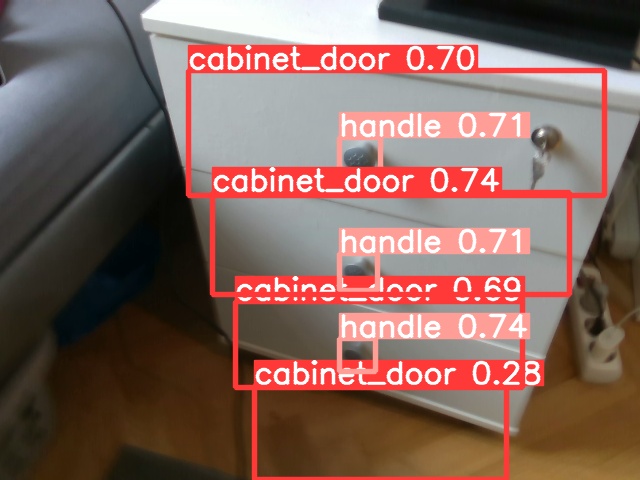 cabinet_door 0.70
handle 0.71
cabinet_door 0.74
handle 0.71
cabinet_door 0.69
handle 0.74
cabinet_door 0.28